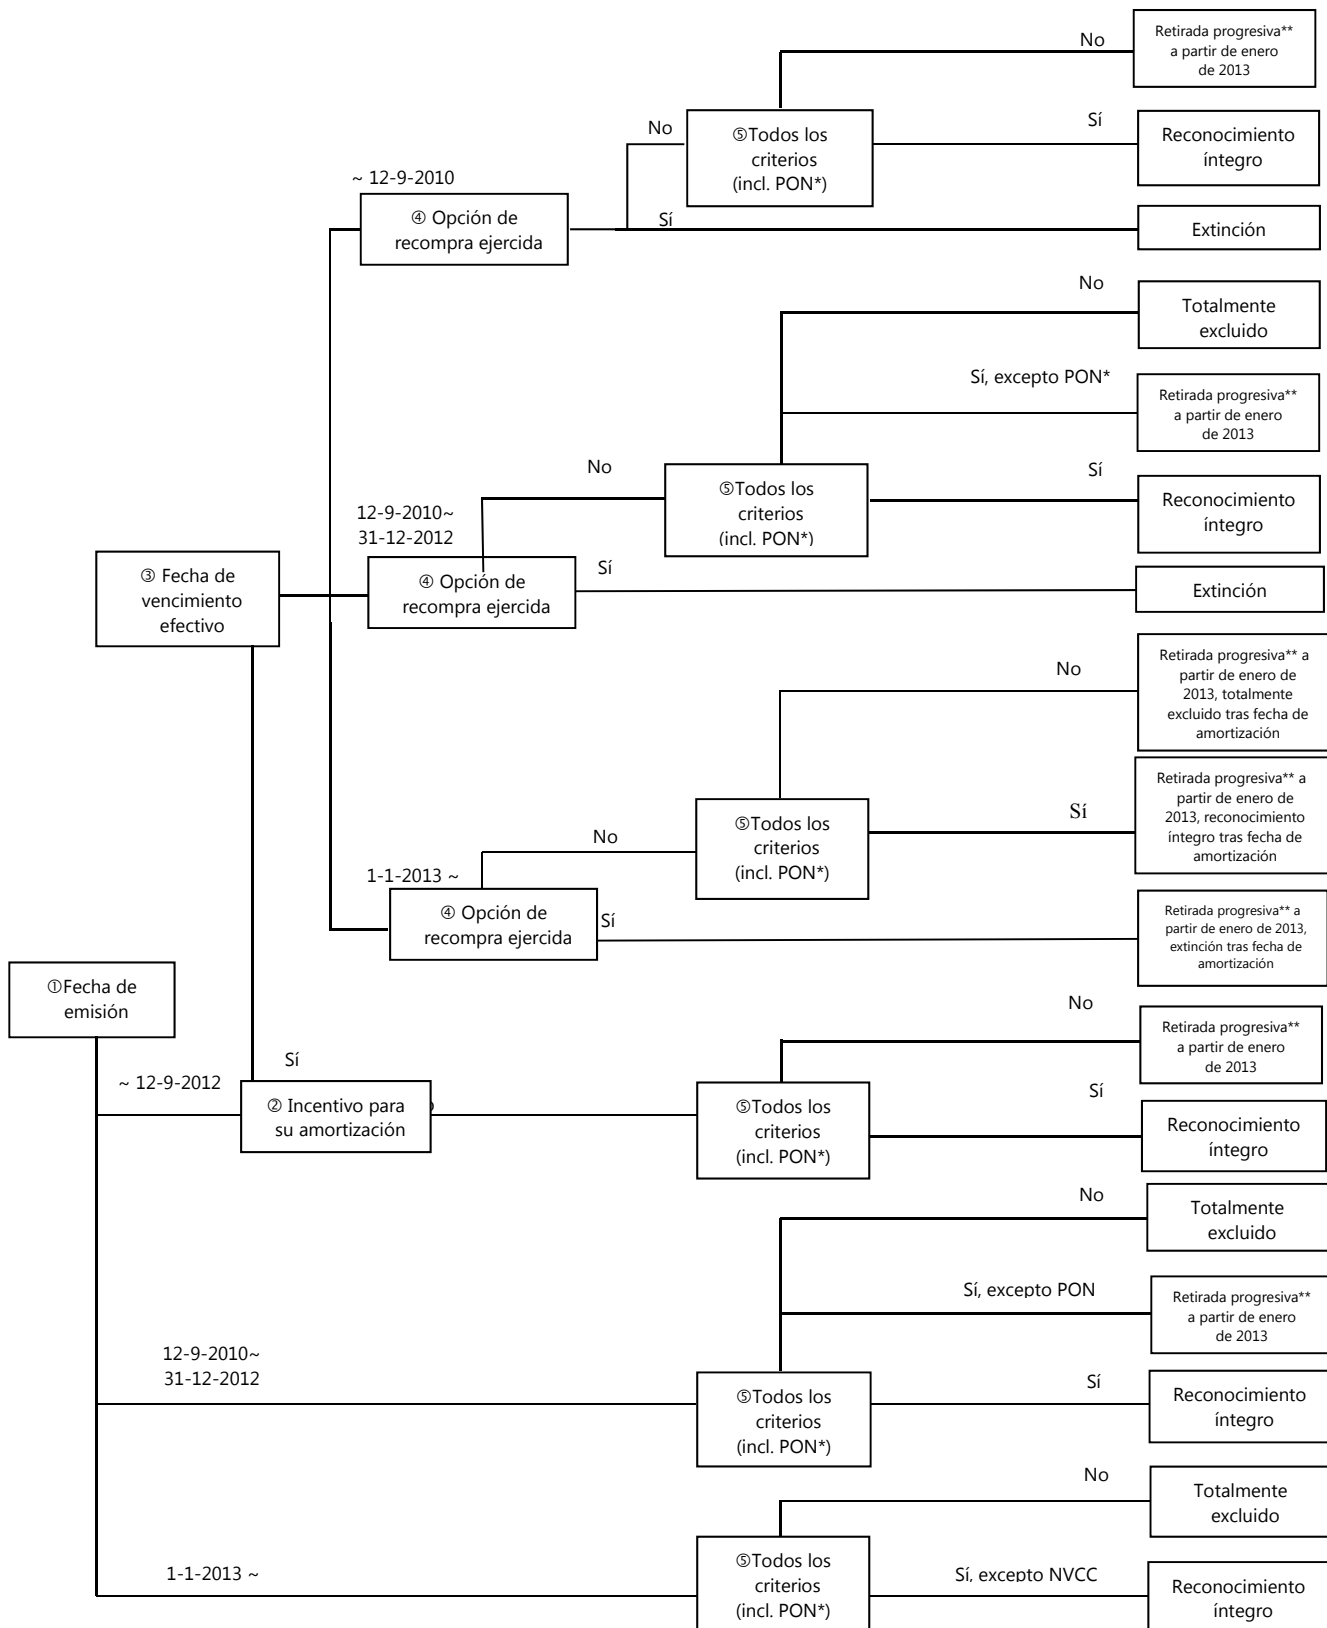 No
Retirada progresiva**
a partir de enero
de 2013
No
⑤Todos los
criterios
(incl. PON*)
Sí
Reconocimiento
íntegro
~ 12-9-2010
④ Opción de
recompra ejercida
Sí
Extinción
No
Totalmente
excluido
Sí, excepto PON*
Retirada progresiva**
a partir de enero
de 2013
No
⑤Todos los
criterios
(incl. PON*)
Sí
Reconocimiento
íntegro
12-9-2010~
31-12-2012
③ Fecha de
vencimiento
efectivo
④ Opción de
recompra ejercida
Sí
Extinción
No
Retirada progresiva** a
partir de enero de
2013, totalmente
excluido tras fecha de
amortización
⑤Todos los
criterios
(incl. PON*)
Sí
Retirada progresiva** a
partir de enero de
2013, reconocimiento
íntegro tras fecha de
amortización
No
1-1-2013 ~
④ Opción de
recompra ejercida
Sí
Retirada progresiva** a
partir de enero de 2013,
extinción tras fecha de
amortización
①Fecha de
emisión
No
Retirada progresiva**
a partir de enero
de 2013
Sí
~ 12-9-2012
② Incentivo para
su amortización
⑤Todos los
criterios
(incl. PON*)
Sí
Reconocimiento
íntegro
No
Totalmente
excluido
Sí, excepto PON
Retirada progresiva**
a partir de enero
de 2013
12-9-2010~
31-12-2012
⑤Todos los
criterios
(incl. PON*)
Sí
Reconocimiento
íntegro
No
Totalmente
excluido
1-1-2013 ~
⑤Todos los
criterios
(incl. PON*)
Sí, excepto NVCC
Reconocimiento
íntegro